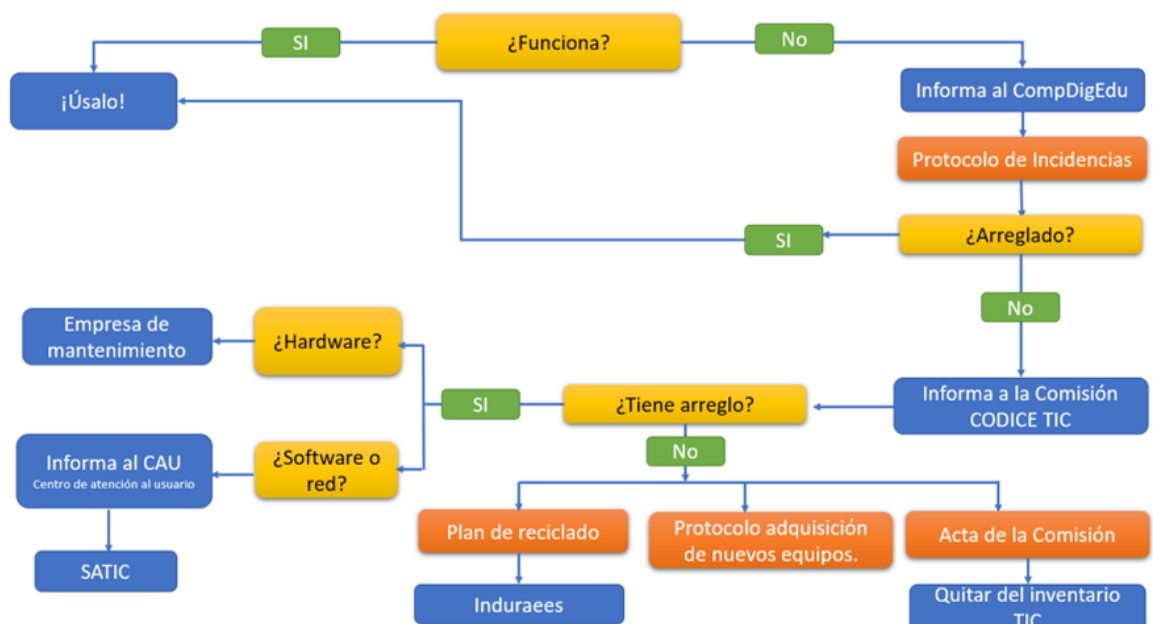 SI
¿Funciona?
No
¡Úsalo!
Informa al CompDigEdu
Protocolo de Incidencias
SI
¿Arreglado?
No
Empresa de
mantenimiento
¿Hardware?
SI
¿Tiene arreglo?
Informa a la Comisión
CODICE TIC
No
Informa al CAU
Centro de atención al usuario
¿Software o
red?
Plan de reciclado
Protocolo adquisición
de nuevos equipos.
Acta de la Comisión
SATIC
Induraees
Quitar del inventario
TIC